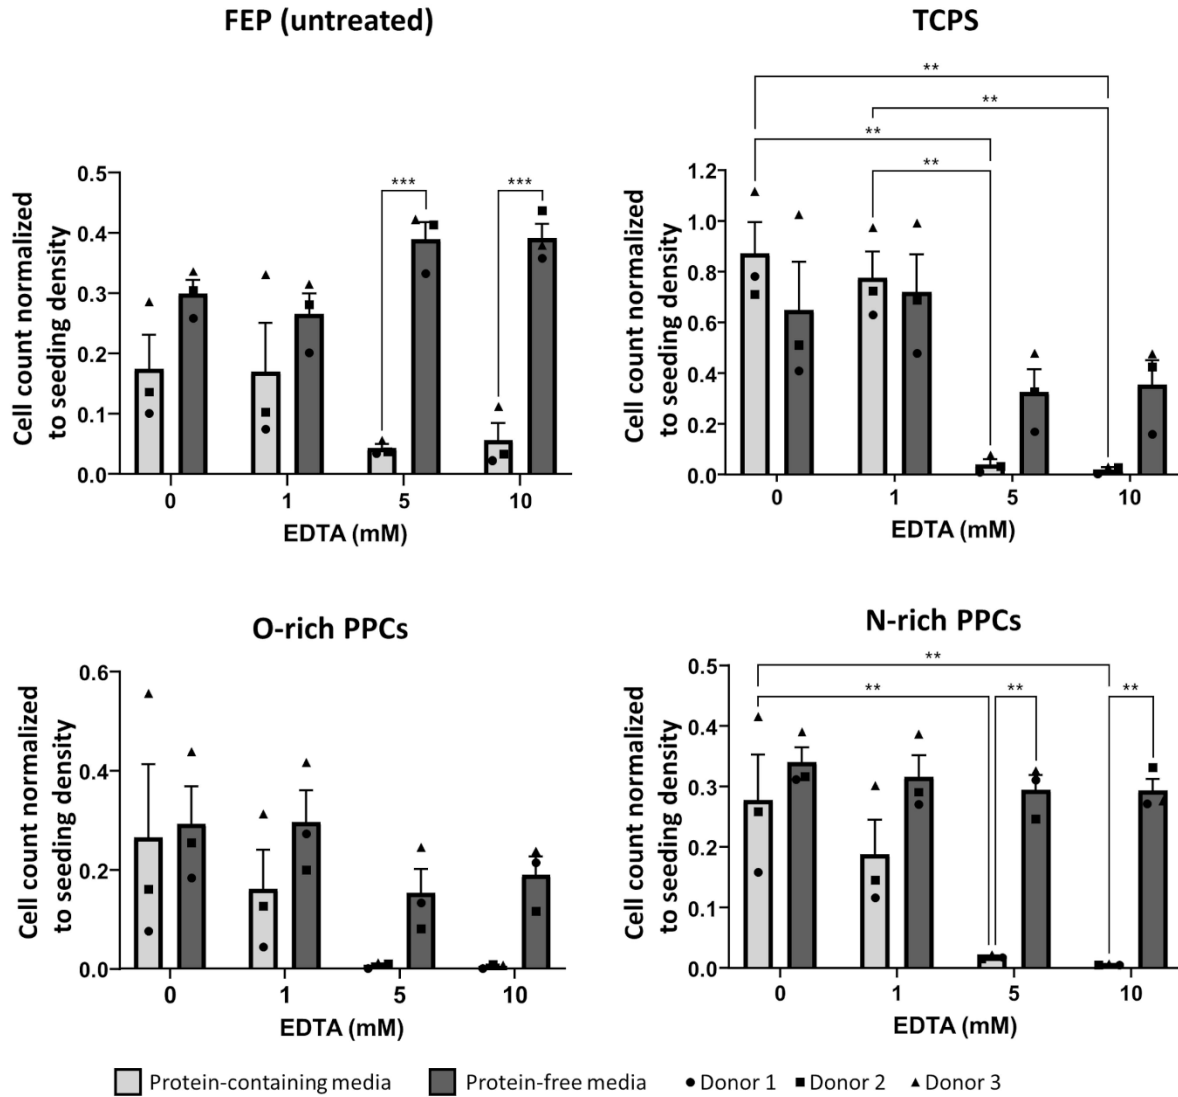 FEP (untreated)
TCPS
**
**
**
**
***
***
Cell count normalized
to seeding density
0.5
0.4
0.3
0.2
0.1
0.0
0
1
5
10
EDTA (mM)
Cell count normalized
to seeding density
1.2
1.0
0.8
0.6
0.4
0.2
0.0
0
1
5
10
EDTA (mM)
O-rich PPCs
N-rich PPCs
Cell count normalized
to seeding density
0.6
0.4
0.2
0.0
0
1
5
10
EDTA (mM)
**
**
**
**
Cell count normalized
to seeding density
0.5
0.4
0.3
0.2
0.1
0.0
0
1
5
10
EDTA (mM)
Protein-containing media
Protein-free media
Donor 1
Donor 2
Donor 3